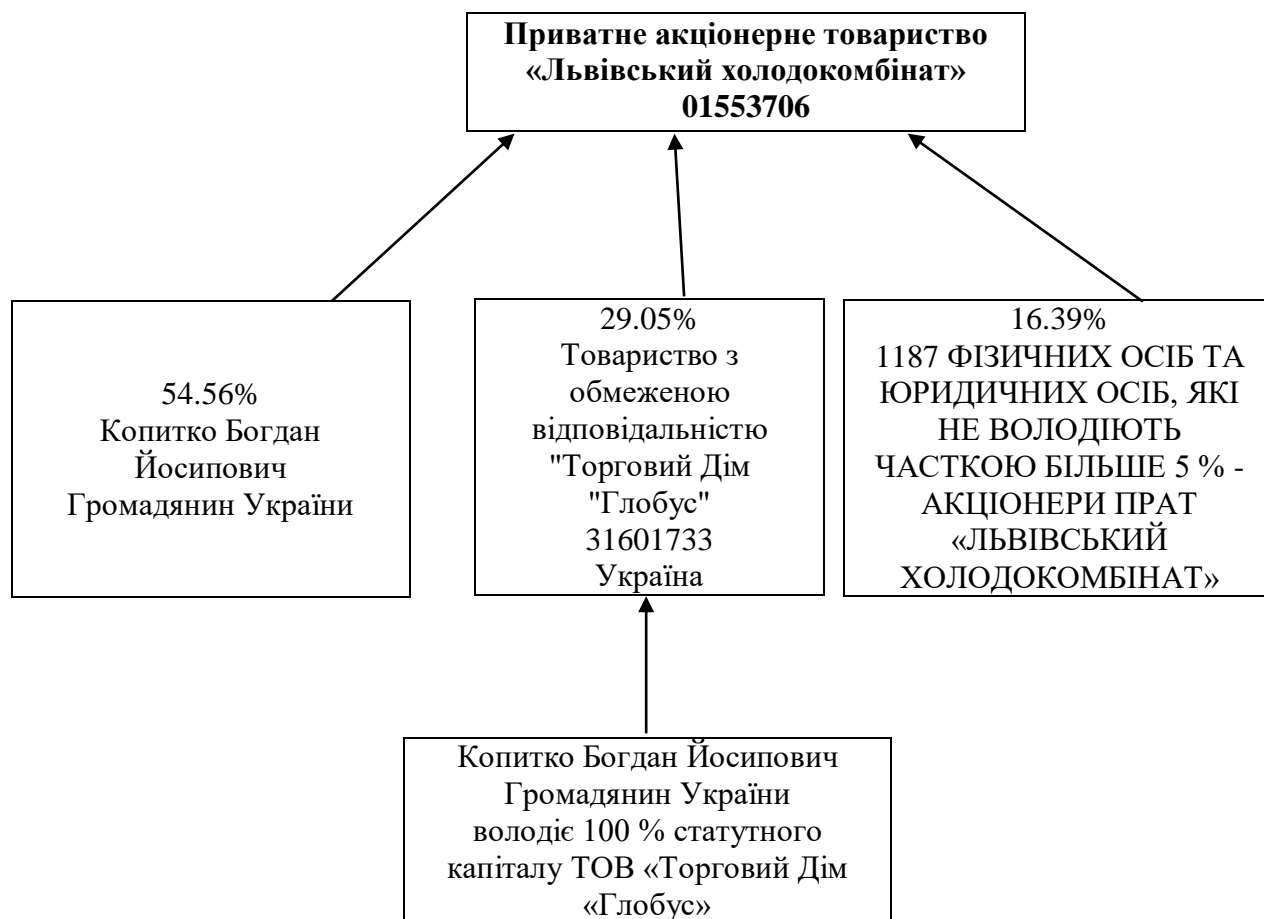 Приватне акціонерне товариство
«Львівський холодокомбінат»
01553706
54.56%
Копитко Богдан
Йосипович
Громадянин України
29.05%
Товариство з
обмеженою
відповідальністю
"Торговий Дім
"Глобус"
31601733
Україна
16.39%
1187 ФІЗИЧНИХ ОСІБ ТА
ЮРИДИЧНИХ ОСІБ, ЯКІ
НЕ ВОЛОДІЮТЬ
ЧАСТКОЮ БІЛЬШЕ 5 % -
АКЦІОНЕРИ ПРАТ
«ЛЬВІВСЬКИЙ
ХОЛОДОКОМБІНАТ»
Копитко Богдан Йосипович
Громадянин України
володіє 100 % статутного
капіталу ТОВ «Торговий Дім
«Глобус»